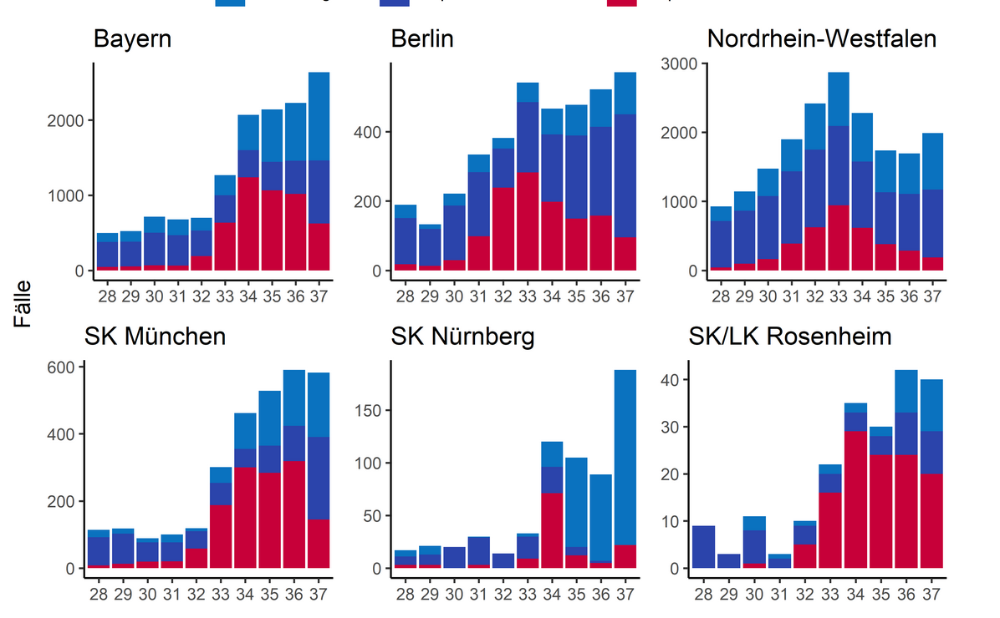 Bayern
Berlin
Nordrhein-Westfalen
2000
1000
0
28 29 30 31 32 33 34 35 36 37
400
200
0
28 29 30 31 32 33 34 35 36 37
3000
2000
1000
0
28 29 30 31 32 33 34 35 36 37
Fälle
SK München
SK Nürnberg
SK/LK Rosenheim
600
400
200
0
28 29 30 31 32 33 34 35 36 37
150
100
50
0
28 29 30 31 32 33 34 35 36 37
40
30
20
10
0
28 29 30 31 32 33 34 35 36 37